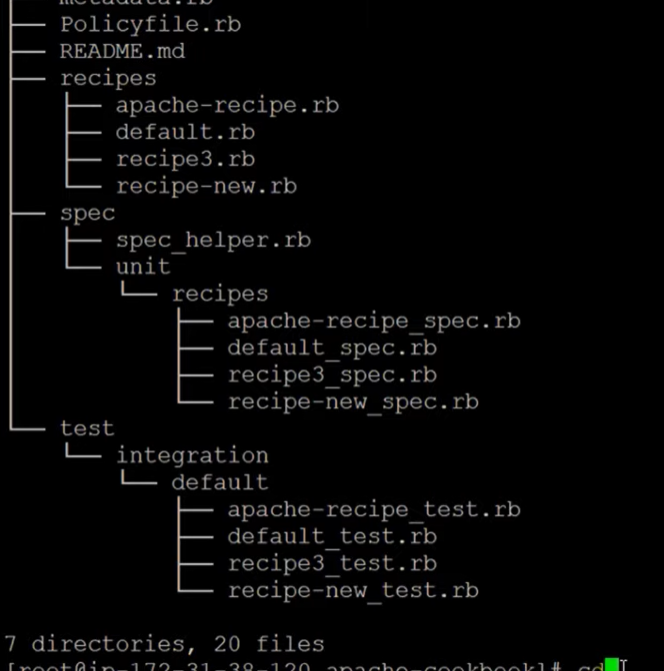 metadata.rb
├── Policyfile.rb
├── README.md
├── recipes
│   ├── apache-recipe.rb
│   ├── default.rb
│   ├── recipe3.rb
│   └── recipe-new.rb
├── spec
│   ├── spec_helper.rb
│   └── unit
│       └── recipes
│           ├── apache-recipe_spec.rb
│           ├── default_spec.rb
│           ├── recipe3_spec.rb
│           └── recipe-new_spec.rb
└── test
    └── integration
        └── default
            ├── apache-recipe_test.rb
            ├── default_test.rb
            ├── recipe3_test.rb
            └── recipe-new_test.rb
7 directories, 20 files
[root@ip-172-31-38-120 apache-cookbook]# cd